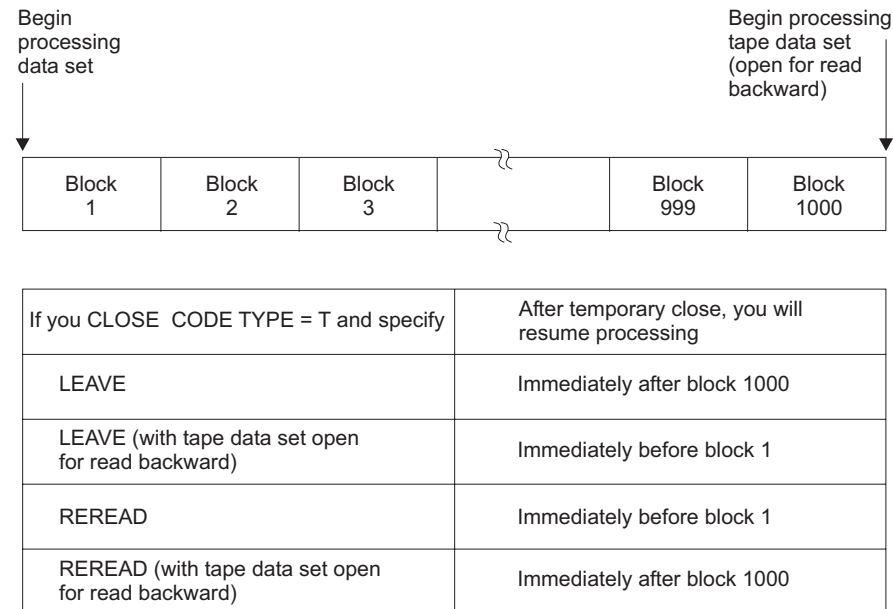 Begin
processing
data set
Begin processing
tape data set
(open for read
backward)
Block
1
Block
2
Block
3
Block
999
Block
1000
If you CLOSE  CODE TYPE = T and specify
After temporary close, you will
resume processing
LEAVE
Immediately after block 1000
LEAVE (with tape data set open
for read backward)
Immediately before block 1
REREAD
Immediately before block 1
REREAD (with tape data set open
for read backward)
Immediately after block 1000